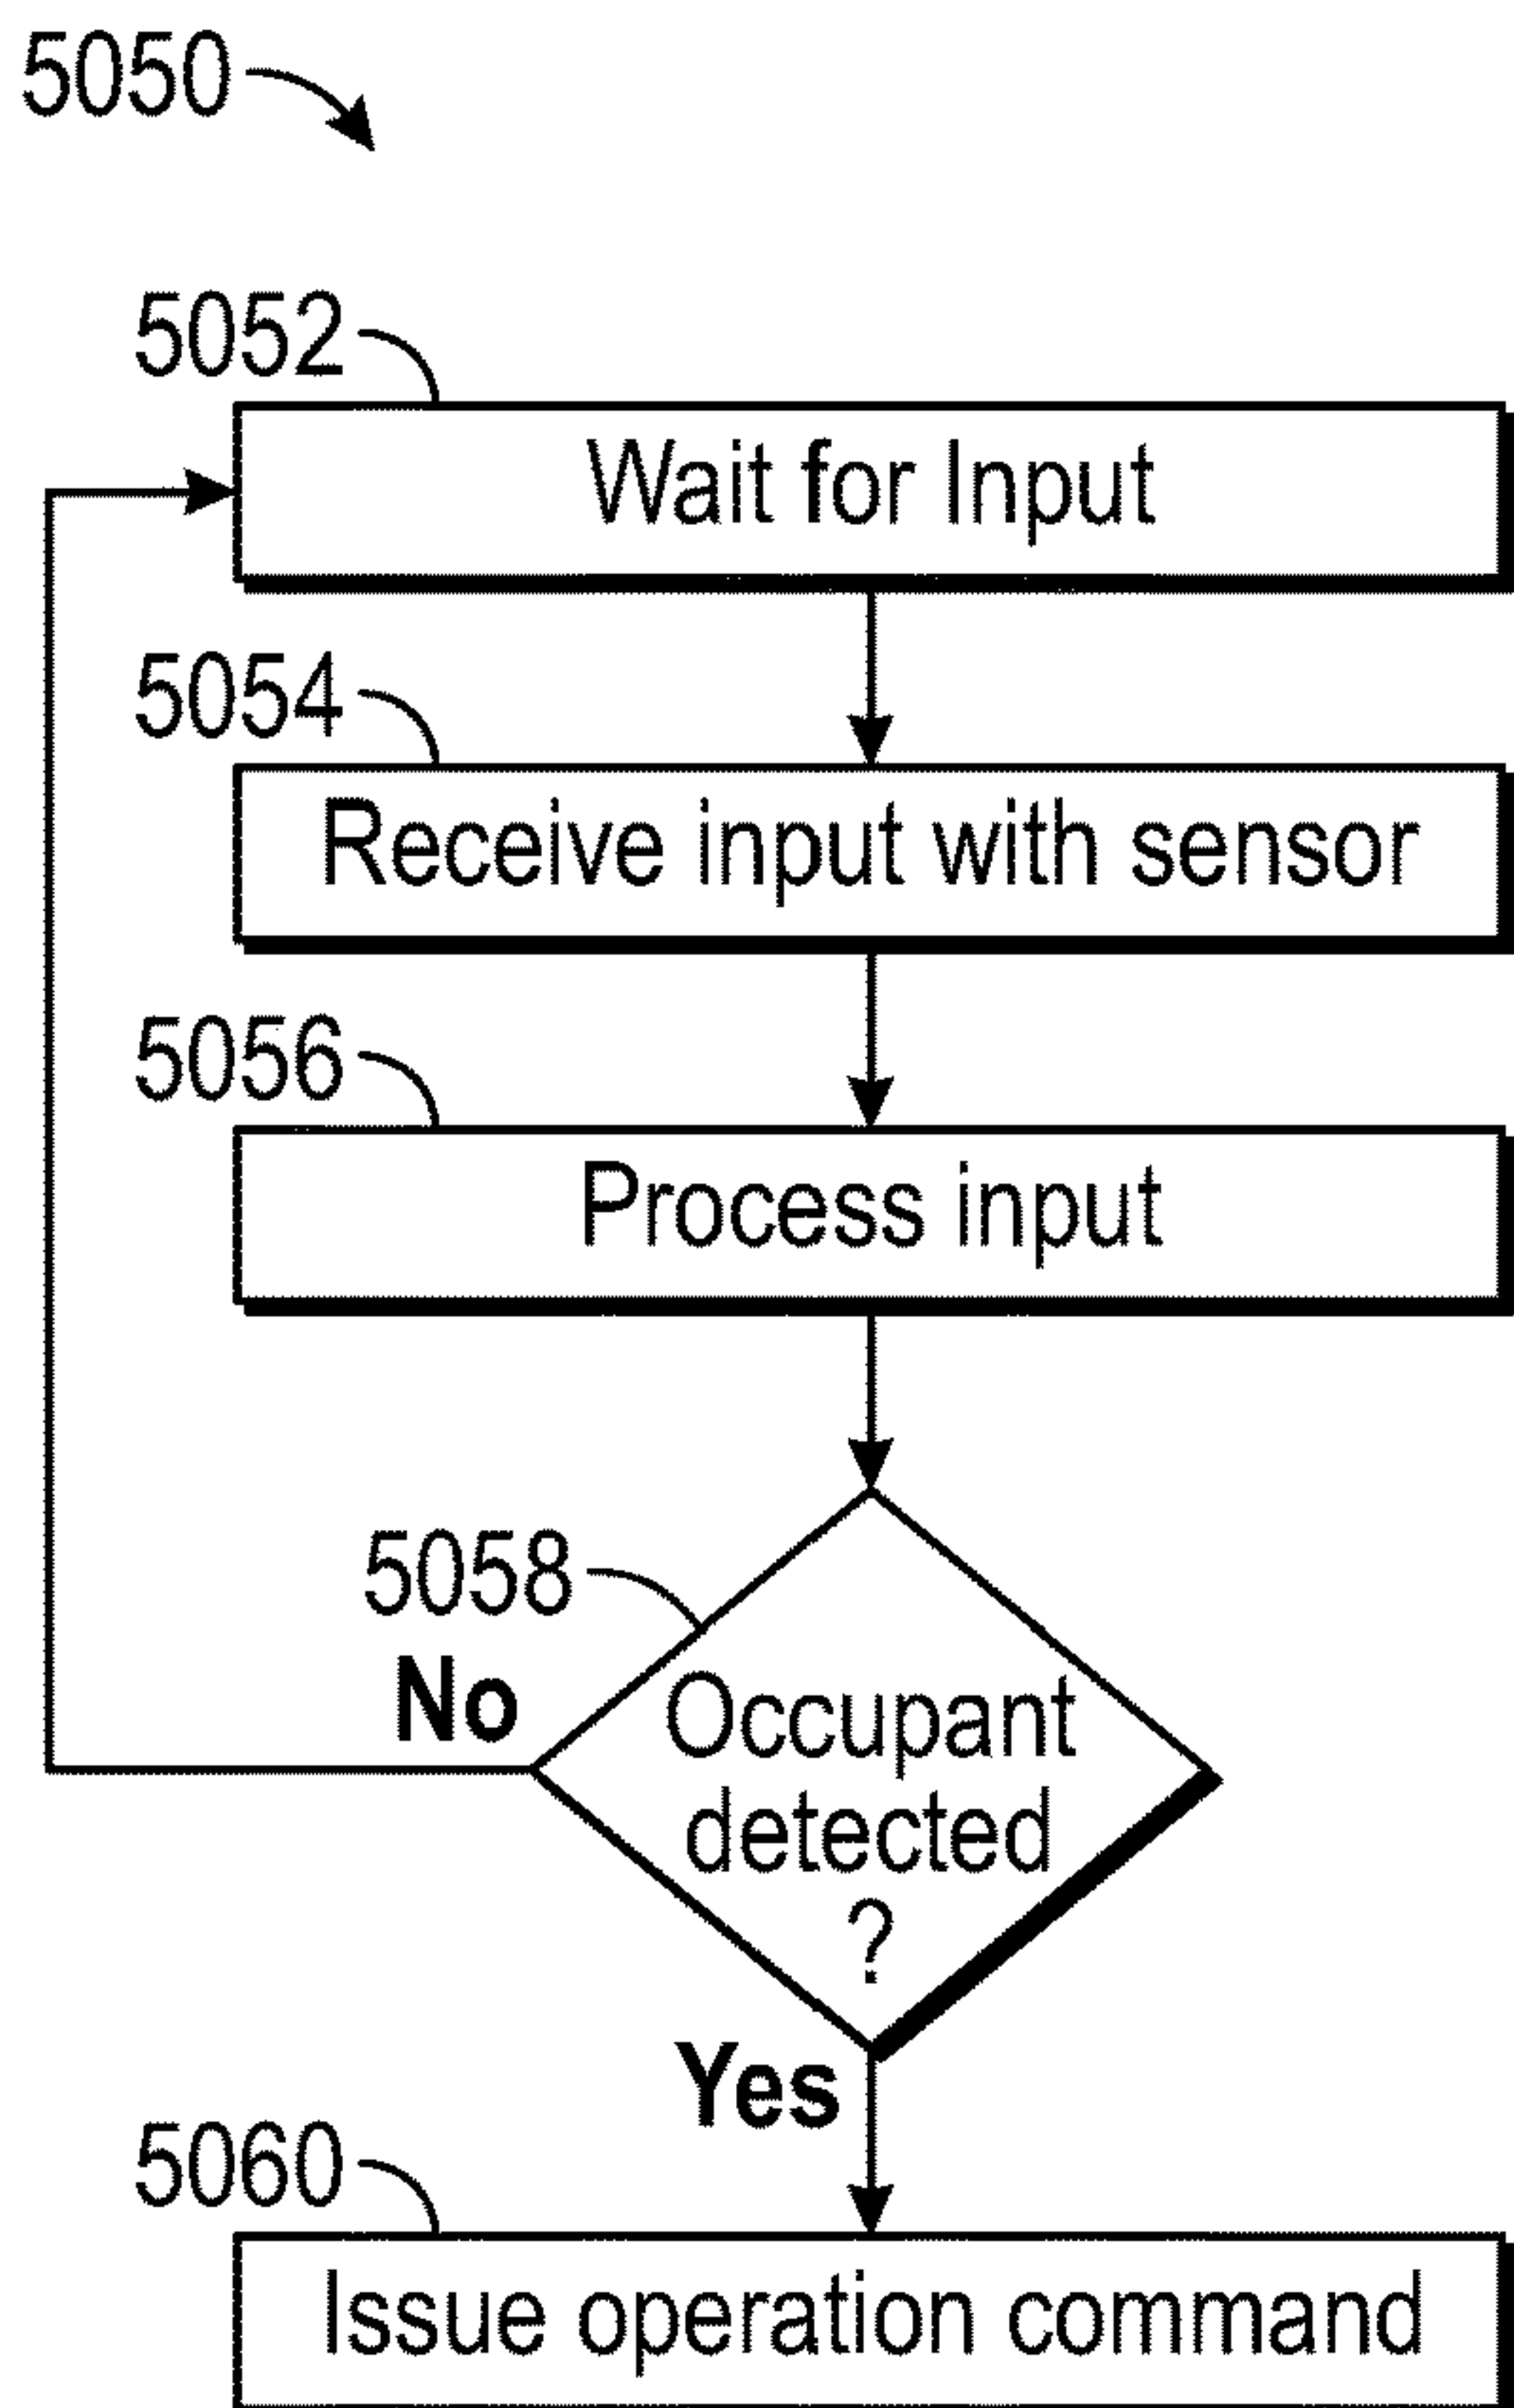 5050
5052
Wait for Input
5054
Receive input with sensor
5056
Process input
5058
No
Occupant
detected
?
Yes
5060
Issue operation command